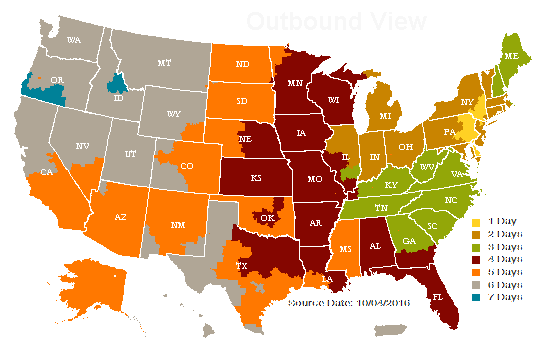 Outbound View
WA
MT
ND
MN
ME
OR
ID
SD
WI
NY
MI
WY
IA
PA
NE
IL
IN
OH
NV
UT
CO
WV
VA
CA
KS
MO
KY
NC
TN
AZ
NM
OK
AR
SC
MS
AL
GA
TX
LA
FL
1 Day
2 Days
3 Days
4 Days
5 Days
6 Days
7 Days
Source Date: 10/04/2016